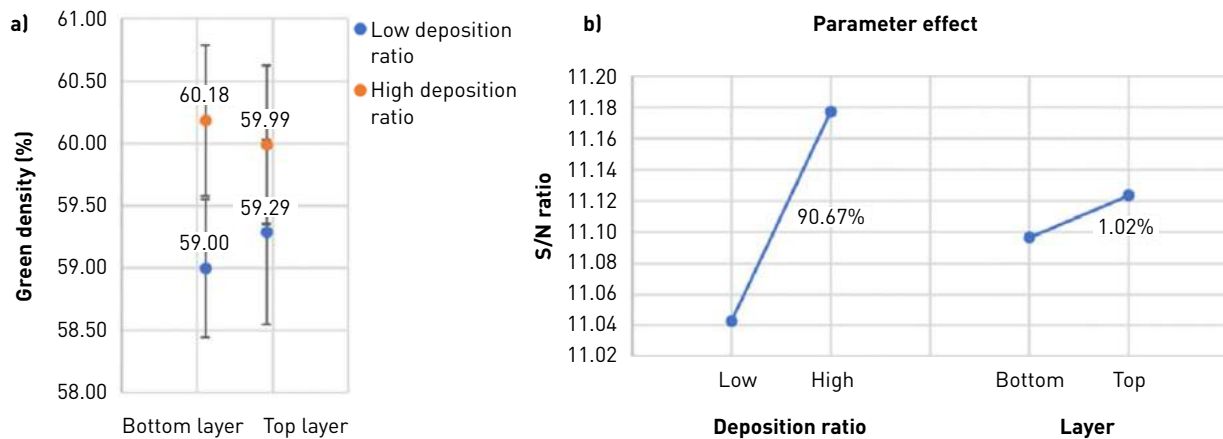 a)
61.00
60.50
60.00
59.50
59.00
58.50
58.00
Green density (%)
60.18
59.99
59.29
59.00
Bottom layer Top layer
Low deposition
ratio
High deposition
ratio
b) Parameter effect
11.20
11.18
11.16
11.14
11.12
11.10
11.08
11.06
11.04
11.02
S/N ratio
90.67%
1.02%
Low High Bottom Top
Deposition ratio Layer